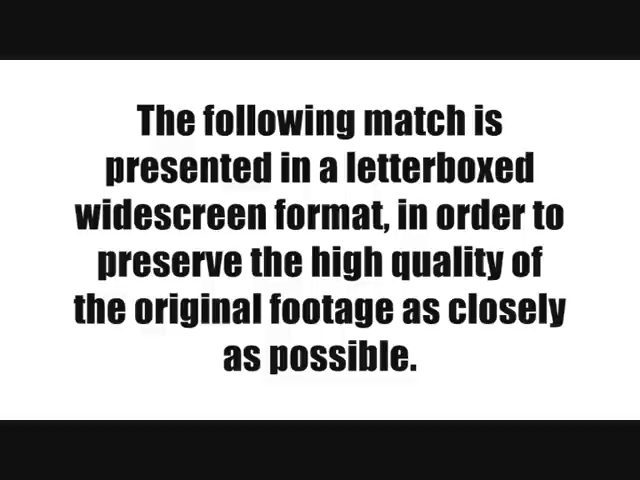 The following match is
presented in a letterboxed
widescreen format, in order to
preserve the high quality of
the original footage as closely
as possible.